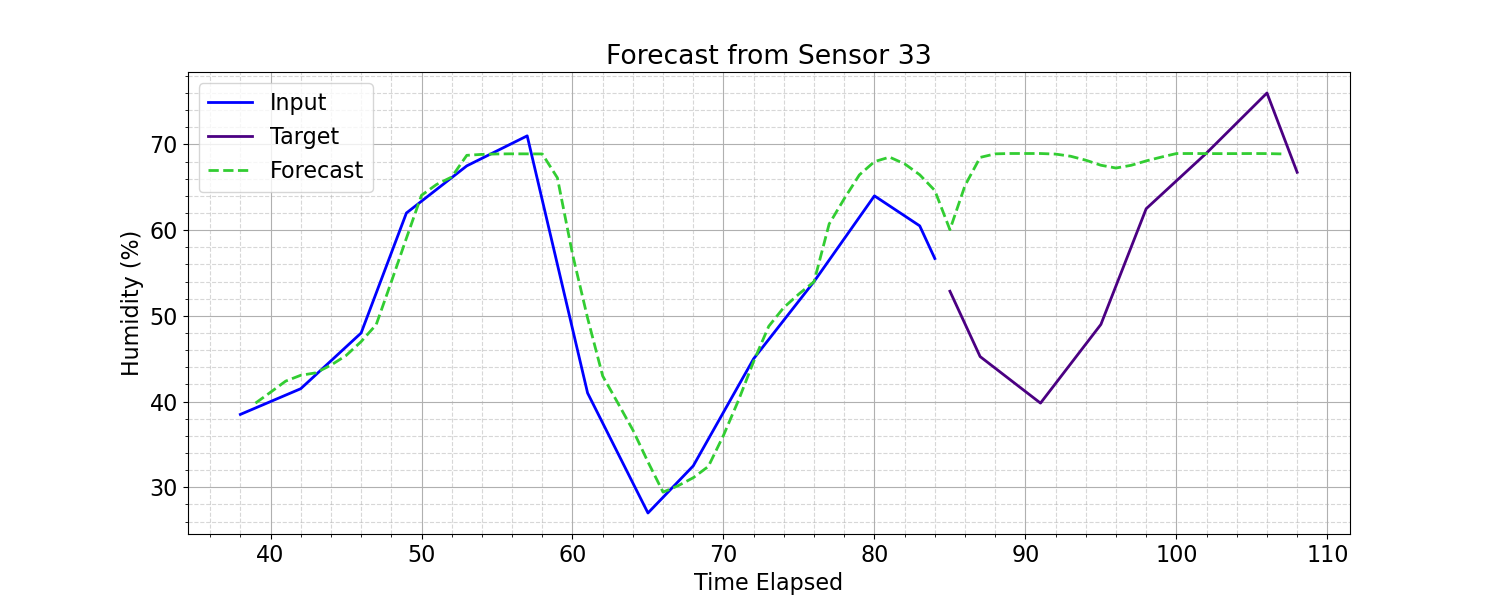 Forecast from Sensor 33
Input
Target
Forecast
Humidity (%)
70
60
50
40
30
40 50 60 70 80 90 100 110
Time Elapsed